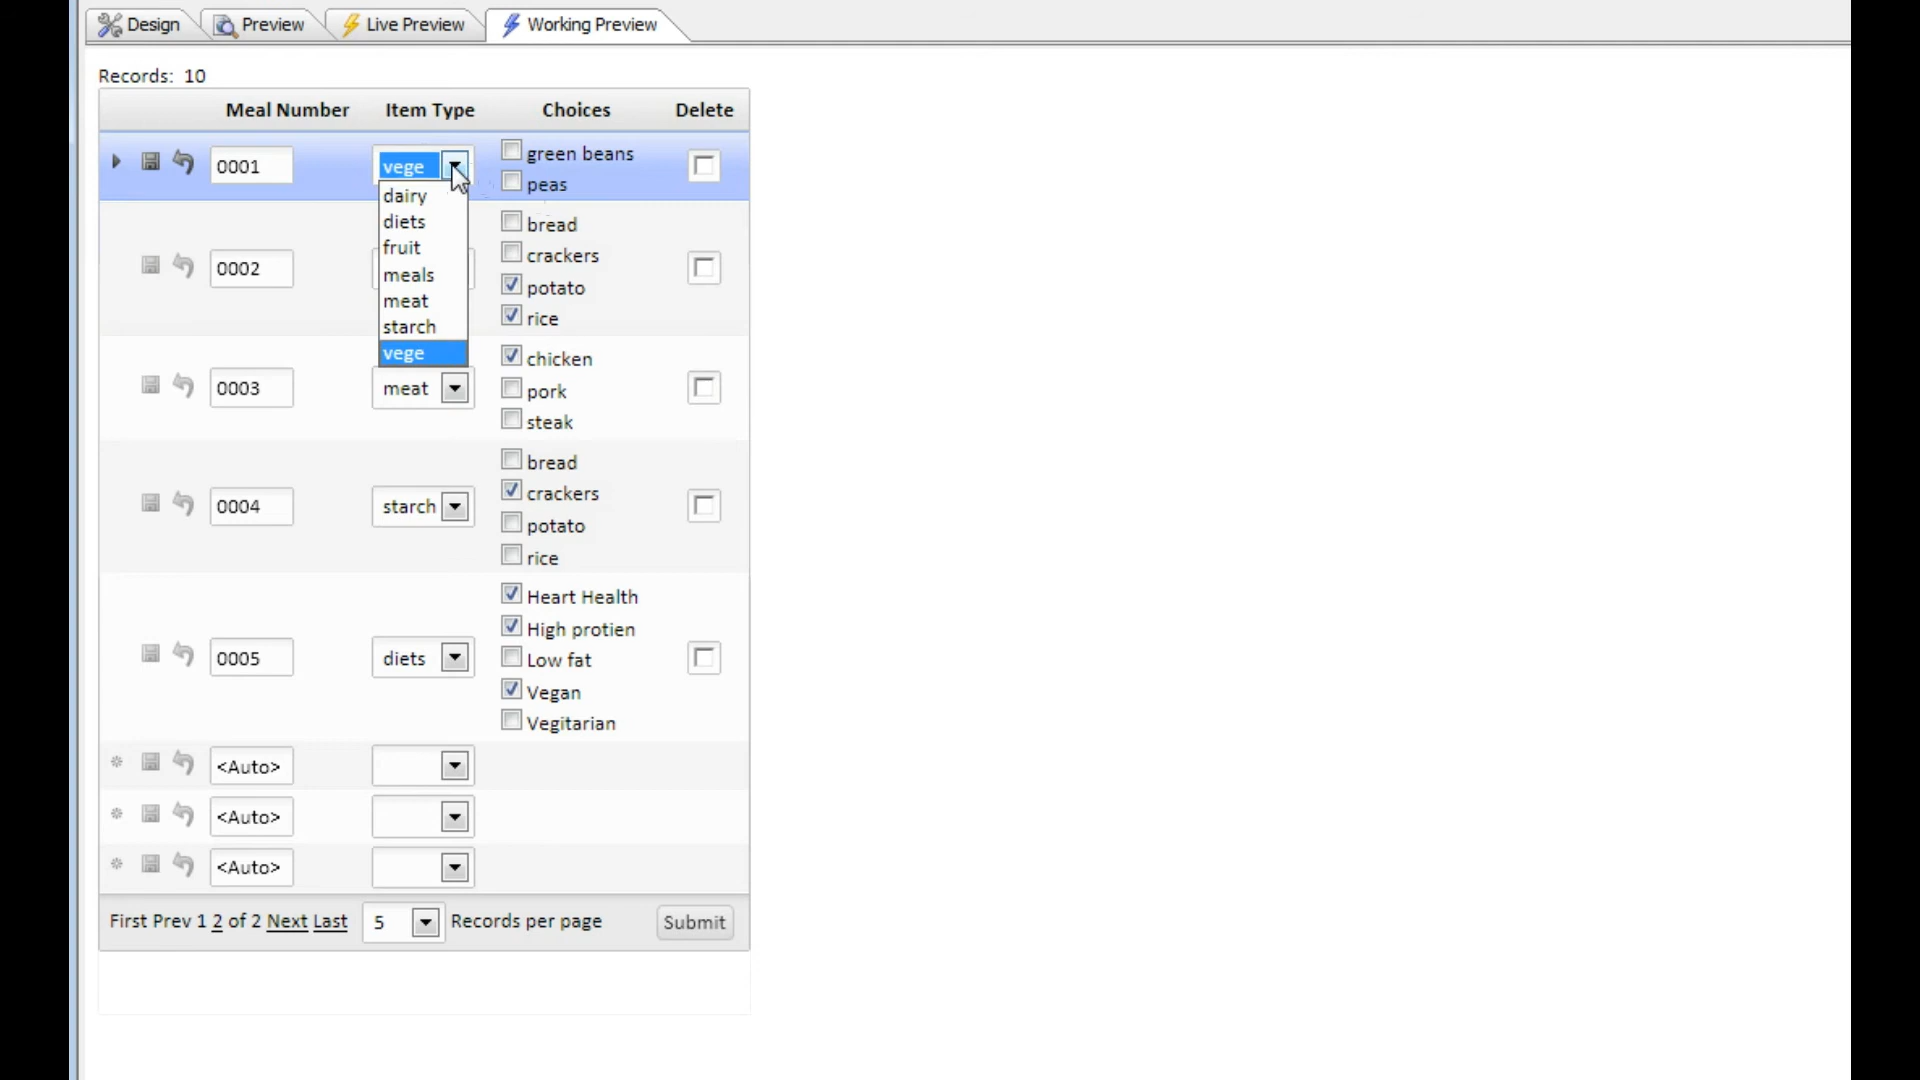 Design Preview Live Preview Working Preview
Records: 10
Meal Number Item Type Choices Delete
0001 vege green beans
peas
dairy
diets
fruit
meals
meat
starch
vege
0002 bread
crackers
potato
rice
0003 meat chicken
pork
steak
0004 starch bread
crackers
potato
rice
0005 diets Heart Health
High protien
Low fat
Vegan
Vegitarian
<Auto>
<Auto>
<Auto>
First Prev 1 2 of 2 Next Last 5 Records per page Submit